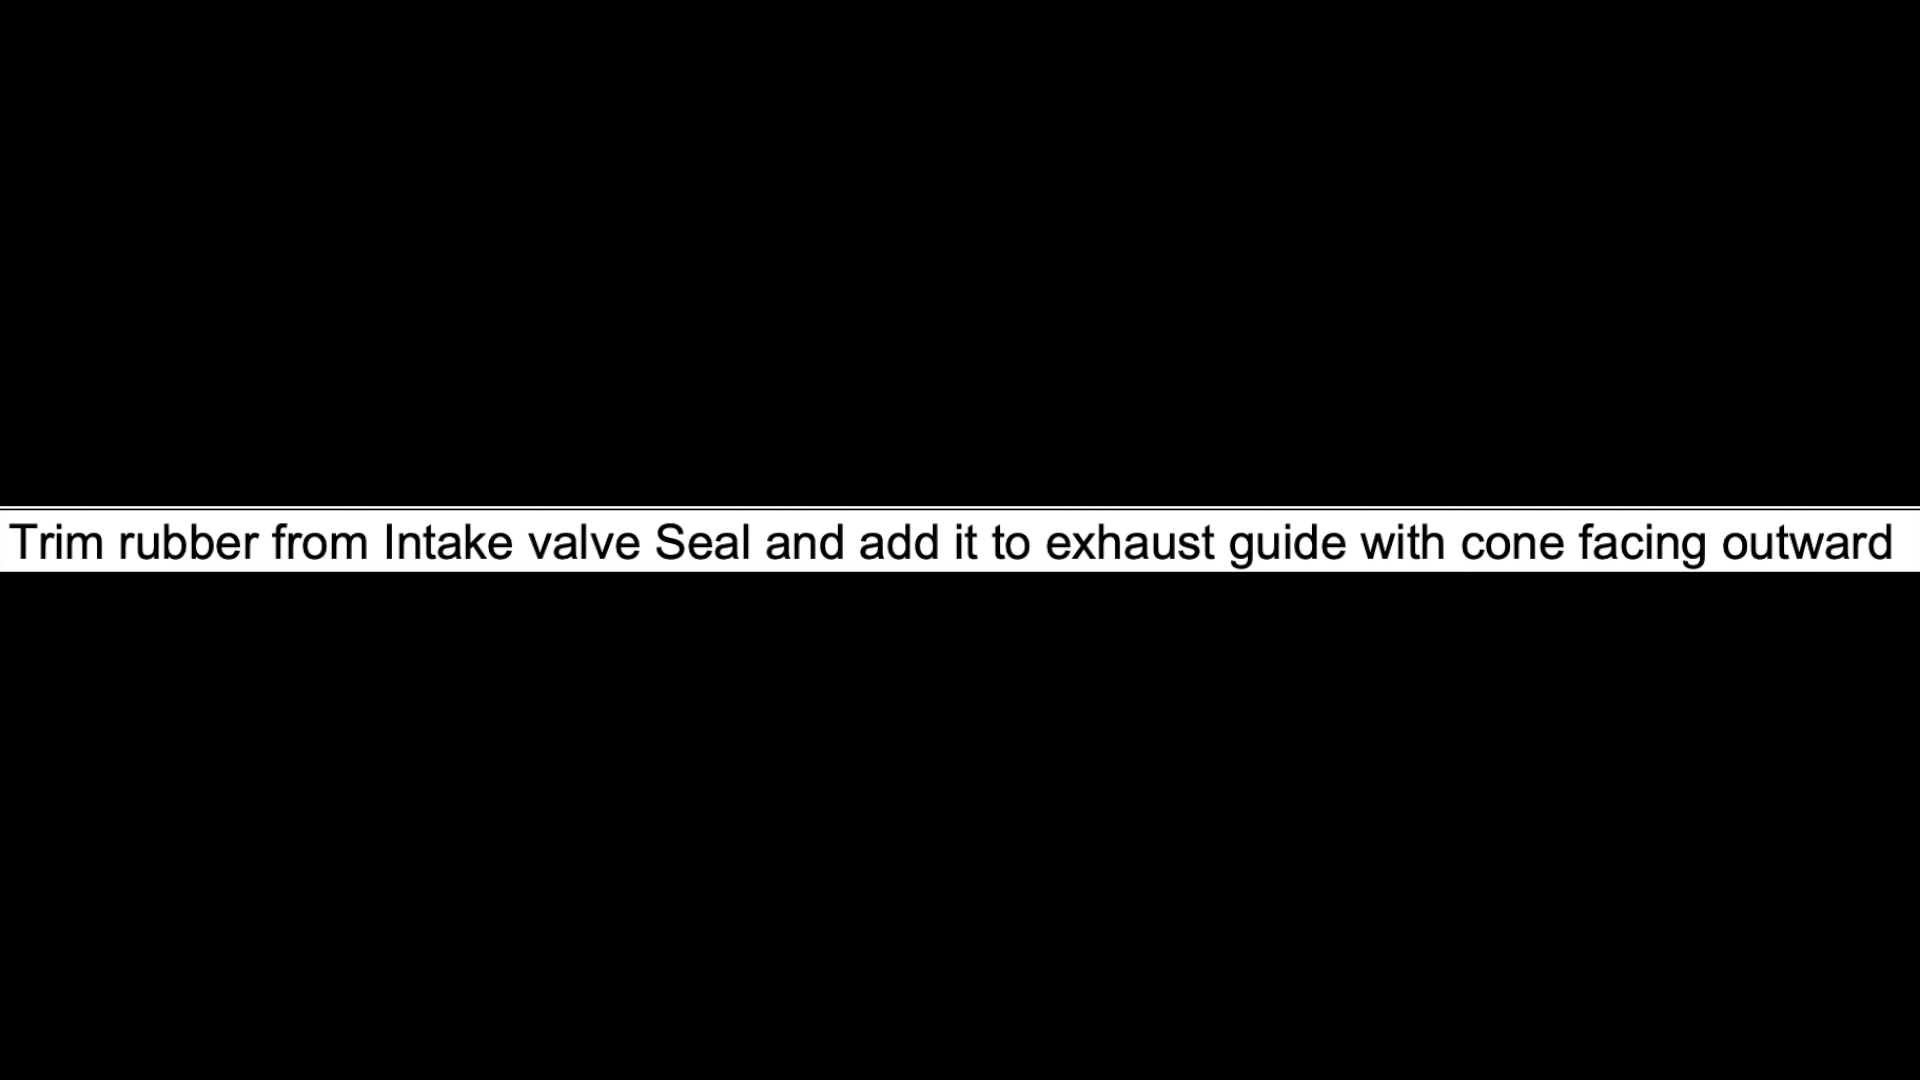 Trim rubber from Intake valve Seal and add it to exhaust guide with cone facing outward